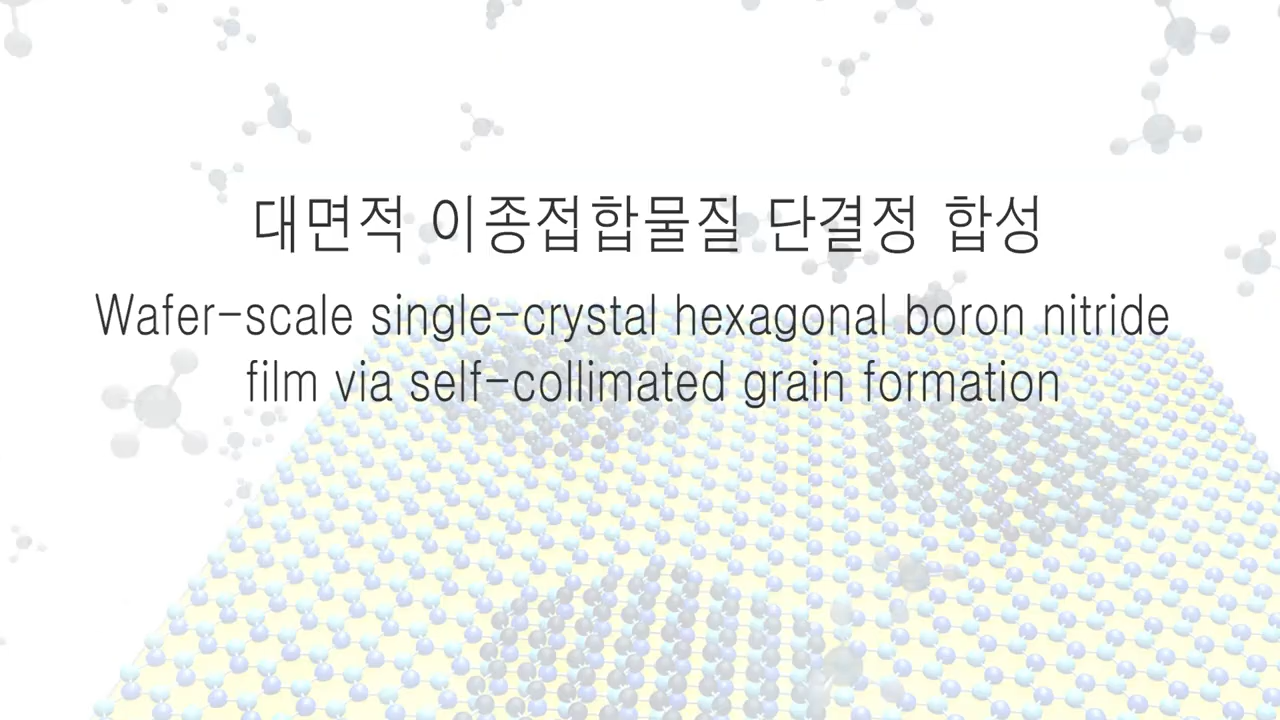 대면적 이종접합물질 단결정 합성
Wafer-scale single-crystal hexagonal boron nitride
film via self-collimated grain formation